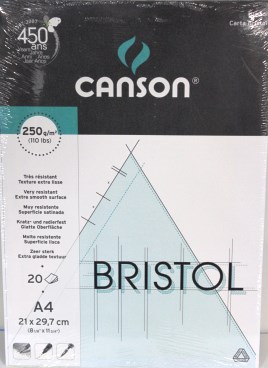 450
ans
Carta
CANSON®
250 g/m²
(110 lbs)
Très résistant
Texture extra lisse
Very resistant
Extra smooth surface
Muy resistente
Superficie satinada
Kratz- und radierfest
Glatte Oberfläche
Molto resistente
Superficie liscia
Zeer sterk
Extra gladde textuur
20
BRISTOL
A4
21 x 29,7 cm